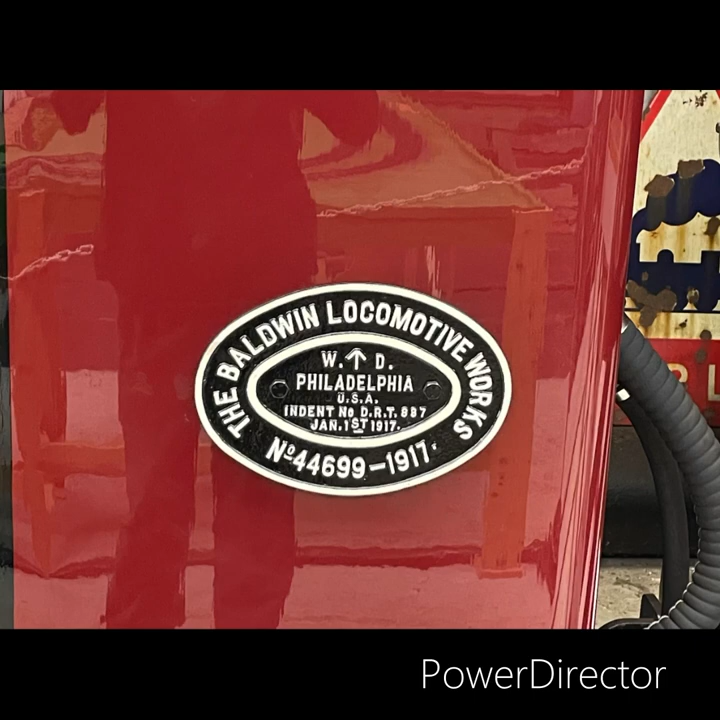 THE BALDWIN LOCOMOTIVE WORKS
W.↑D.
PHILADELPHIA
U.S.A.
INDENT No D.R.T. 887
JAN. 1ST 1917.
Nº44699–1917.
PowerDirector